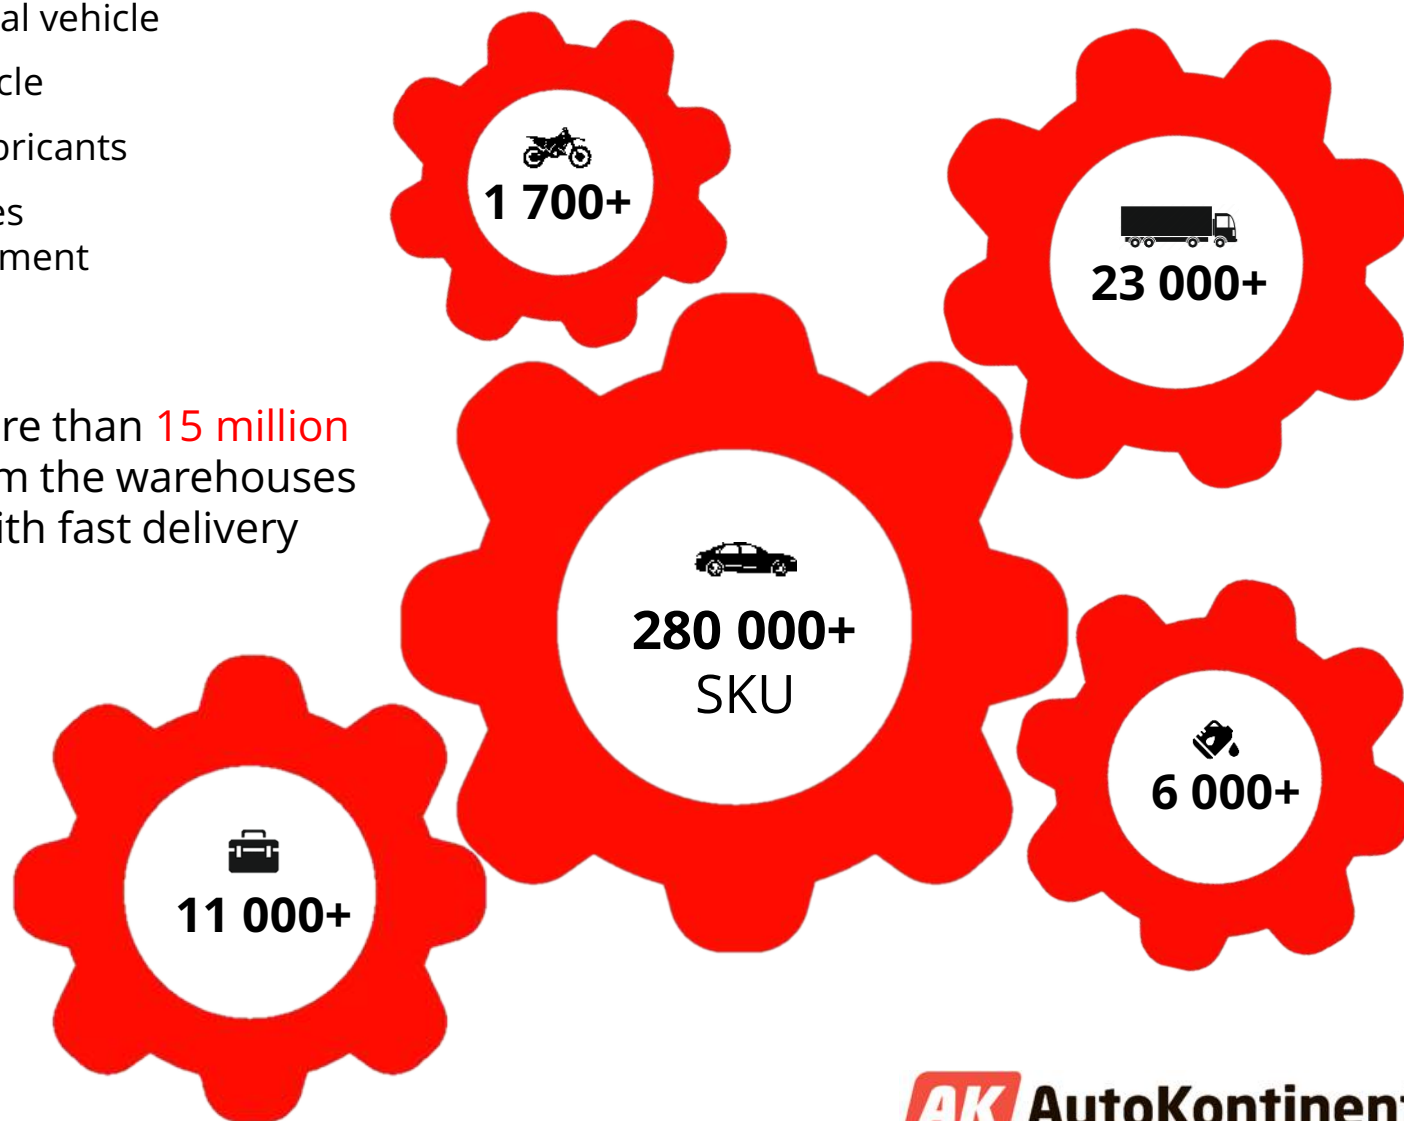 al vehicle
cle
bricants
es
ment
re than 15 million
m the warehouses
ith fast delivery
1 700+
23 000+
280 000+
SKU
6 000+
11 000+
AK AutoKontinent